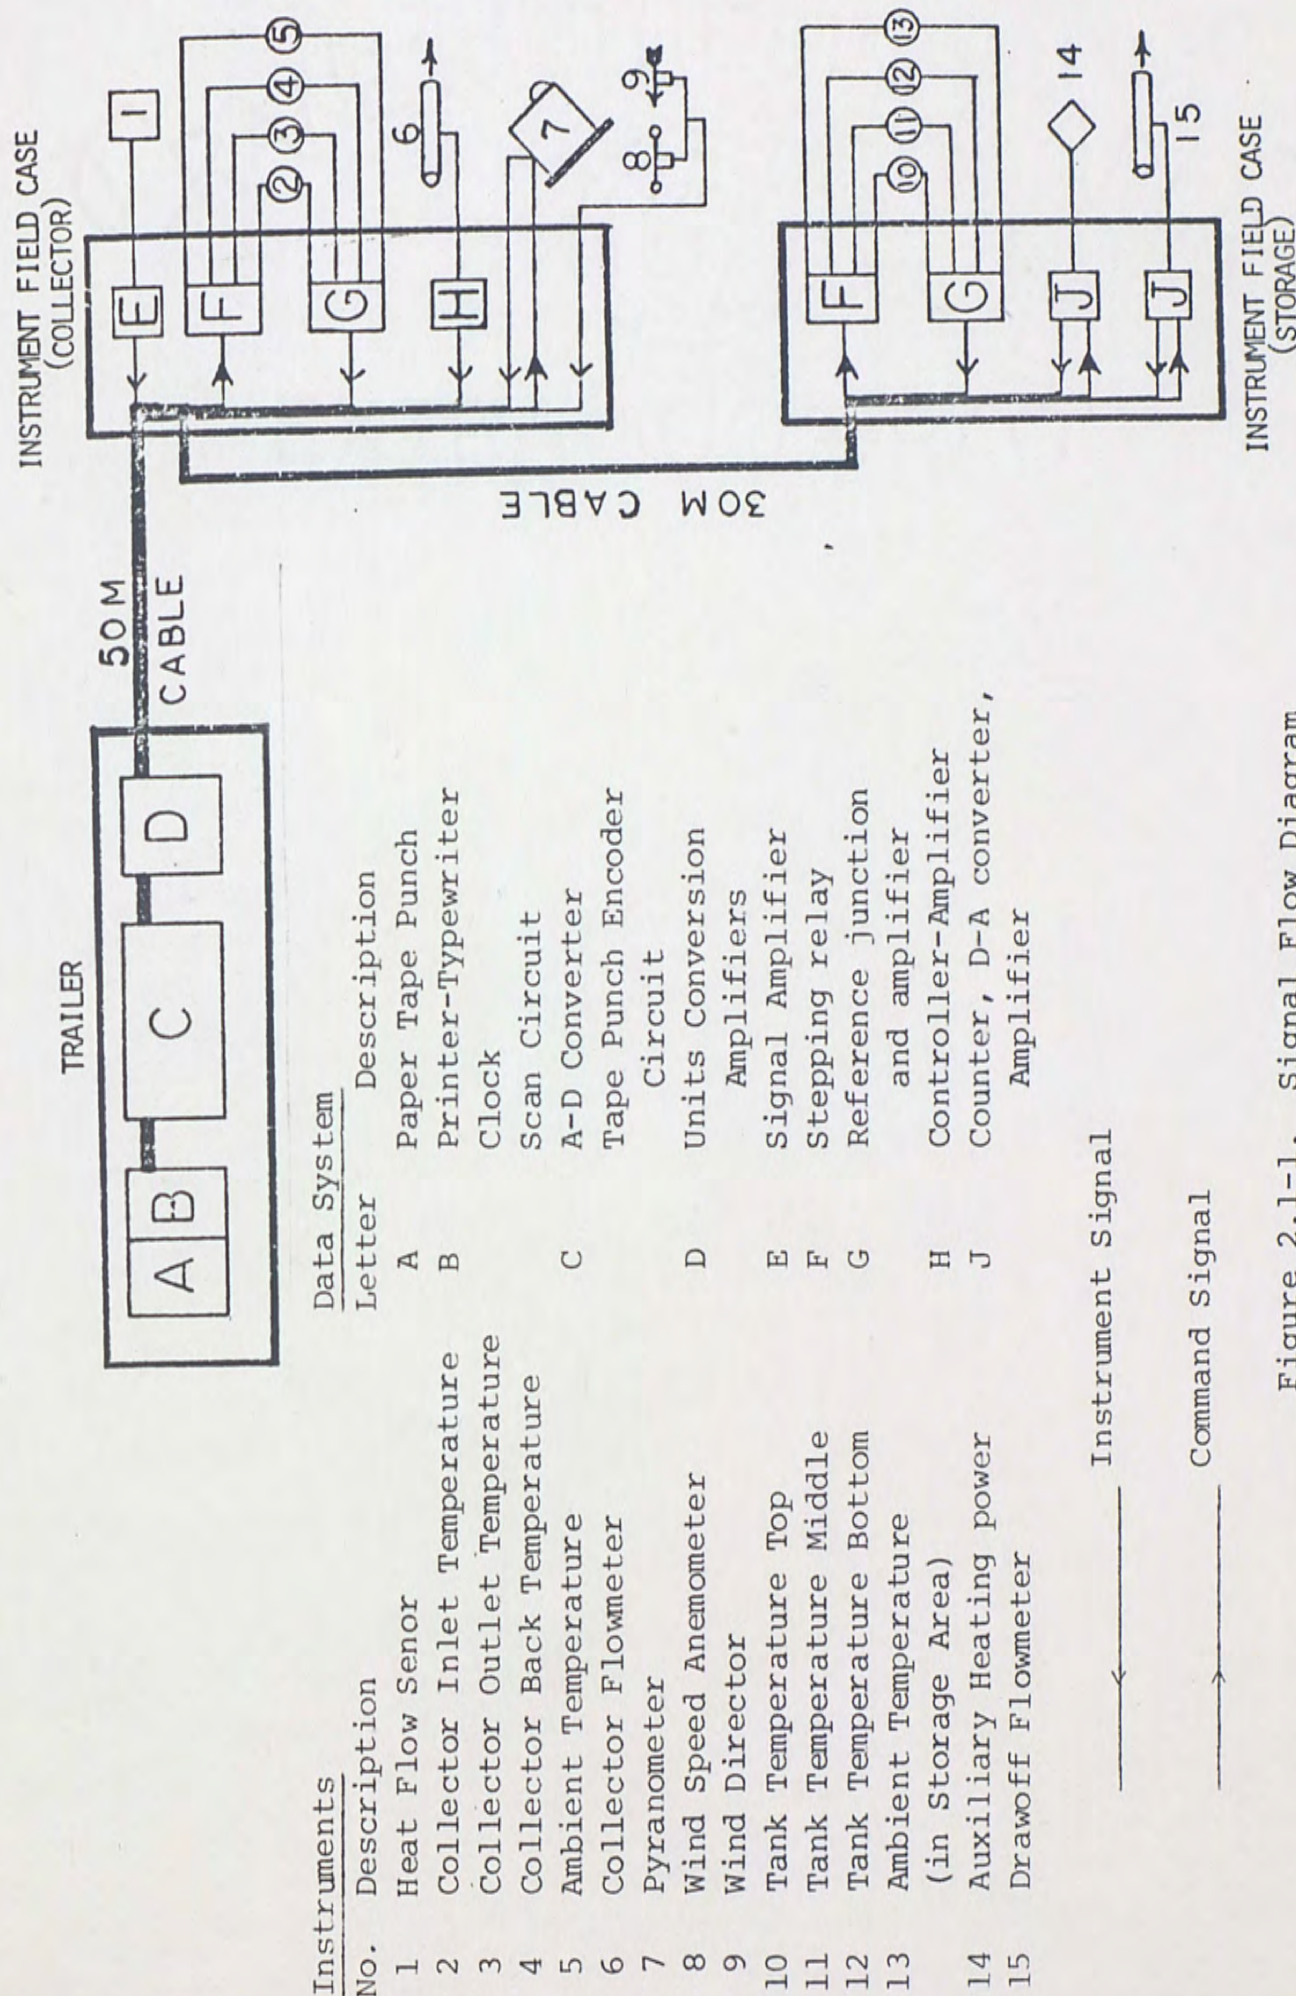 TRAILER
A
B
C
D
50 M
CABLE
INSTRUMENT FIELD CASE
(COLLECTOR)
E
F
G
H
1
2
3
4
5
6
7
8
9
30M CABLE
F
G
J
J
10
11
12
13
14
15
INSTRUMENT FIELD CASE
(STORAGE)
Instruments
No. Description
1 Heat Flow Senor
2 Collector Inlet Temperature
3 Collector Outlet Temperature
4 Collector Back Temperature
5 Ambient Temperature
6 Collector Flowmeter
7 Pyranometer
8 Wind Speed Anemometer
9 Wind Director
10 Tank Temperature Top
11 Tank Temperature Middle
12 Tank Temperature Bottom
13 Ambient Temperature
(in Storage Area)
14 Auxiliary Heating power
15 Drawoff Flowmeter
Data System
Letter Description
A Paper Tape Punch
B Printer-Typewriter
Clock
Scan Circuit
C A-D Converter
Tape Punch Encoder
Circuit
D Units Conversion
Amplifiers
E Signal Amplifier
F Stepping relay
G Reference junction
and amplifier
H Controller-Amplifier
J Counter, D-A converter,
Amplifier
Instrument Signal
Command Signal
Figure 2.1-1. Signal Flow Diagram